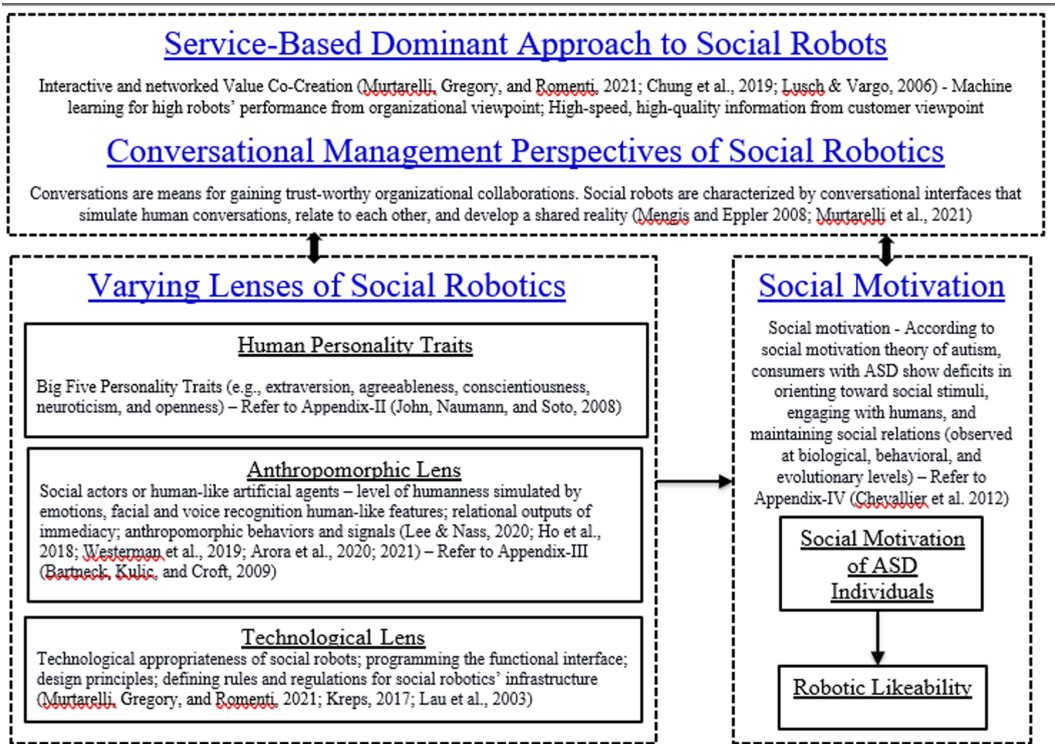 Service-Based Dominant Approach to Social Robots
Interactive and networked Value Co-Creation (Murtarelli, Gregory, and Romenti, 2021; Chung et al., 2019; Lusch & Vargo, 2006) - Machine
learning for high robots’ performance from organizational viewpoint; High-speed, high-quality information from customer viewpoint
Conversational Management Perspectives of Social Robotics
Conversations are means for gaining trust-worthy organizational collaborations. Social robots are characterized by conversational interfaces that
simulate human conversations, relate to each other, and develop a shared reality (Mengis and Eppler 2008; Murtarelli et al., 2021)
Varying Lenses of Social Robotics
Human Personality Traits
Big Five Personality Traits (e.g., extraversion, agreeableness, conscientiousness,
neuroticism, and openness) – Refer to Appendix-II (John, Naumann, and Soto, 2008)
Anthropomorphic Lens
Social actors or human-like artificial agents – level of humanness simulated by
emotions, facial and voice recognition human-like features; relational outputs of
immediacy; anthropomorphic behaviors and signals (Lee & Nass, 2020; Ho et al.,
2018; Westerman et al., 2019; Arora et al., 2020; 2021) – Refer to Appendix-III
(Bartneck, Kulic, and Croft, 2009)
Technological Lens
Technological appropriateness of social robots; programming the functional interface;
design principles; defining rules and regulations for social robotics’ infrastructure
(Murtarelli, Gregory, and Romenti, 2021; Kreps, 2017; Lau et al., 2003)
Social Motivation
Social motivation - According to
social motivation theory of autism,
consumers with ASD show deficits in
orienting toward social stimuli,
engaging with humans, and
maintaining social relations (observed
at biological, behavioral, and
evolutionary levels) – Refer to
Appendix-IV (Chevallier et al. 2012)
Social Motivation
of ASD
Individuals
Robotic Likeability